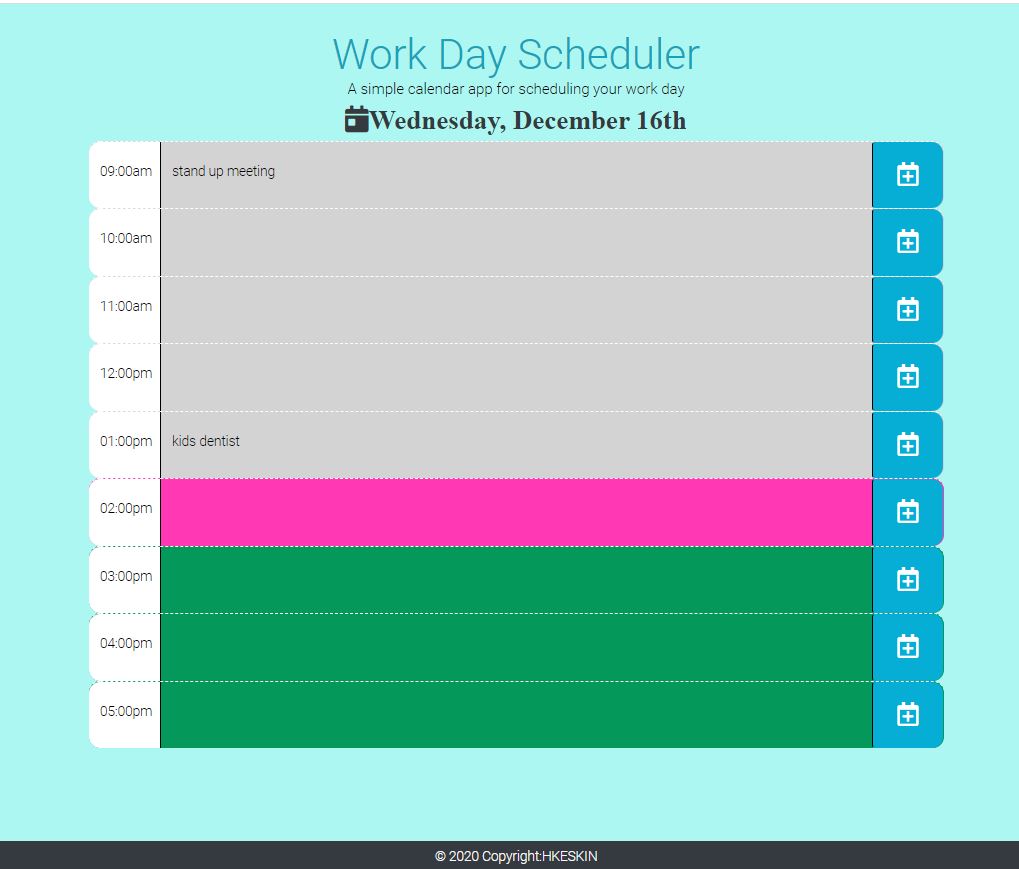 Work Day Scheduler
A simple calendar app for scheduling your work day
Wednesday, December 16th
09:00am stand up meeting
10:00am
11:00am
12:00pm
01:00pm kids dentist
02:00pm
03:00pm
04:00pm
05:00pm
© 2020 Copyright:HKESKIN